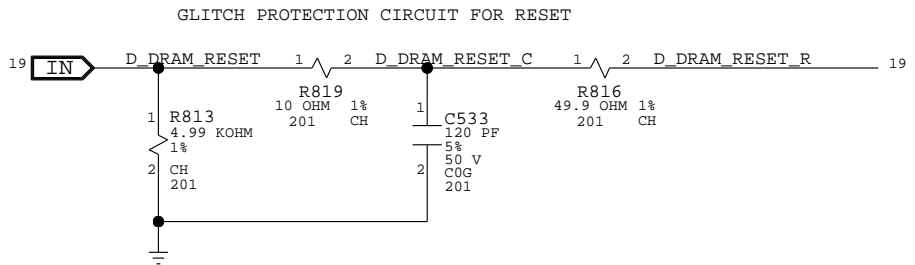 GLITCH PROTECTION CIRCUIT FOR RESET
19 IN D_DRAM_RESET 1 2 D_DRAM_RESET_C 1 2 D_DRAM_RESET_R 19
R819
10 OHM 1%
201 CH
R816
49.9 OHM 1%
201 CH
1 R813
4.99 KOHM
1%
2 CH
201
1 C533
120 PF
5%
50 V
2 C0G
201